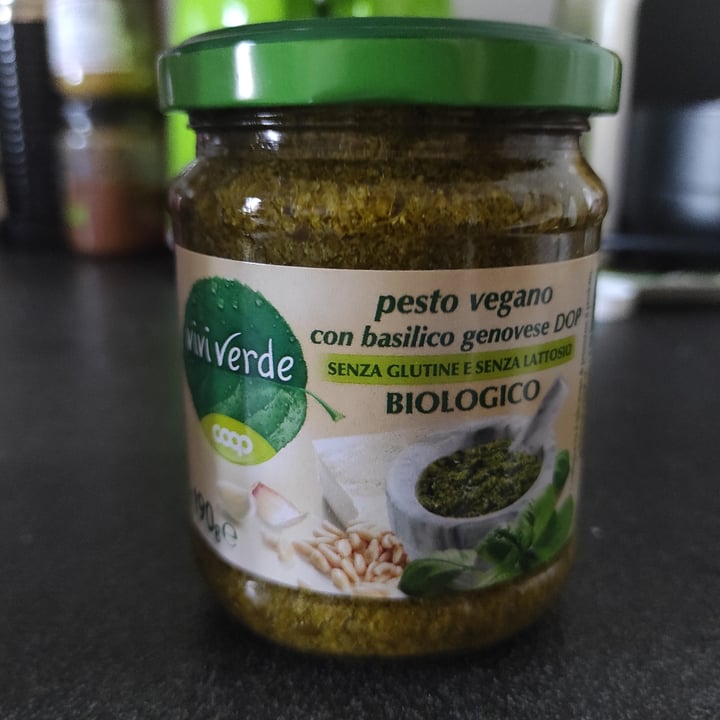 vivi verde
coop
pesto vegano
con basilico genovese DOP
SENZA GLUTINE E SENZA LATTOSIO
BIOLOGICO
190g e